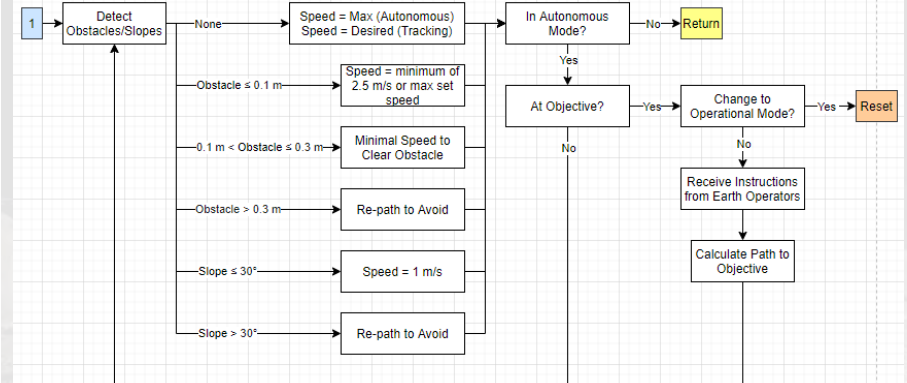 1
Detect
Obstacles/Slopes
None
Speed = Max (Autonomous)
Speed = Desired (Tracking)
In Autonomous
Mode?
No
Return
Yes
Obstacle ≤ 0.1 m
Speed = minimum of
2.5 m/s or max set
speed
At Objective?
Yes
Change to
Operational Mode?
Yes
Reset
No
No
0.1 m < Obstacle ≤ 0.3 m
Minimal Speed to
Clear Obstacle
Receive Instructions
from Earth Operators
Obstacle > 0.3 m
Re-path to Avoid
Calculate Path to
Objective
Slope ≤ 30°
Speed = 1 m/s
Slope > 30°
Re-path to Avoid